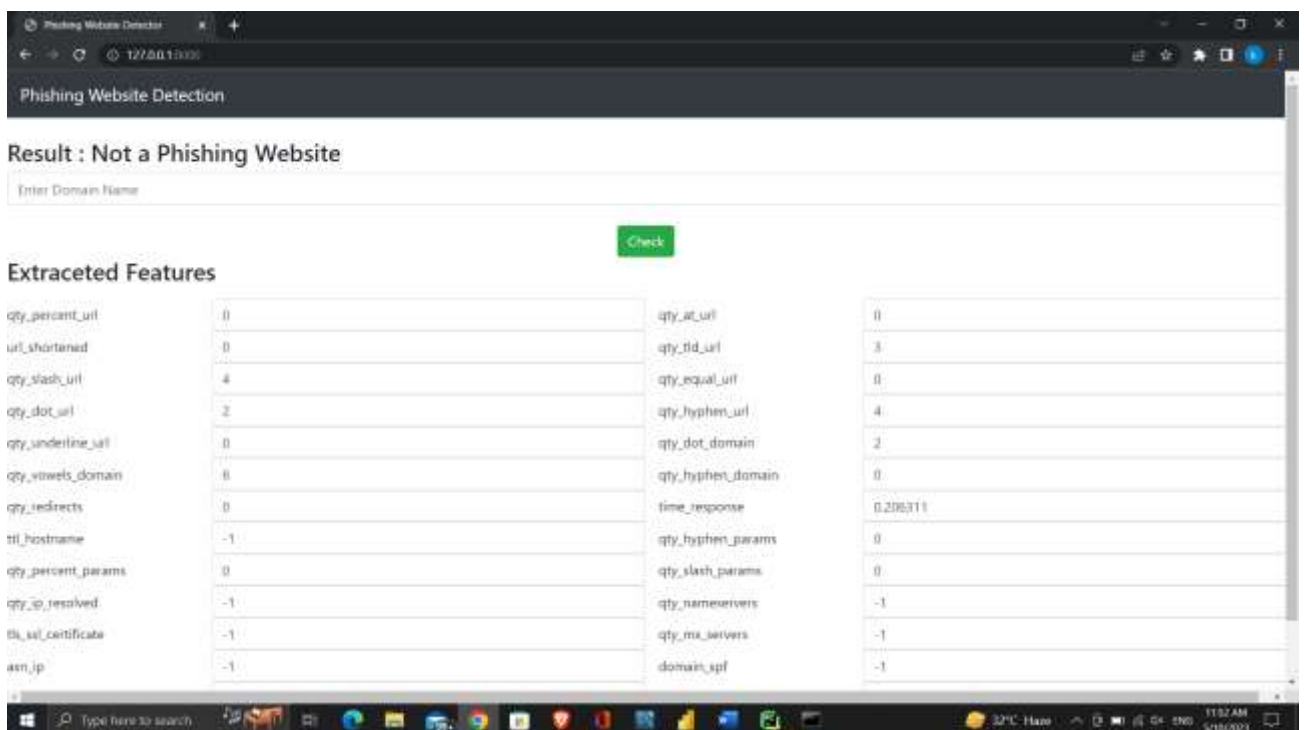 Phishing Website Detector
127.0.0.1:8000
Phishing Website Detection
Result : Not a Phishing Website
Enter Domain Name
Check
Extraceted Features
qty_percent_url 0 qty_at_url 0
url_shortened 0 qty_tld_url 3
qty_slash_url 4 qty_equal_url 0
qty_dot_url 2 qty_hyphen_url 4
qty_underline_url 0 qty_dot_domain 2
qty_vowels_domain qty_hyphen_domain 0
qty_redirects 0 time_response 0.206311
ttl_hostname -1 qty_hyphen_params 0
qty_percent_params 0 qty_slash_params 0
qty_ip_resolved -1 qty_nameservers -1
tls_ssl_certificate -1 qty_mx_servers -1
asn_ip -1 domain_spf -1
Type here to search 32°C Haze ENG 11:52 AM